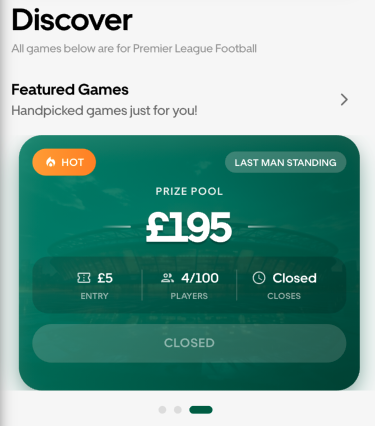 Discover
All games below are for Premier League Football
Featured Games
Handpicked games just for you!
HOT
LAST MAN STANDING
PRIZE POOL
£195
£5
4/100
Closed
ENTRY
PLAYERS
CLOSES
CLOSED